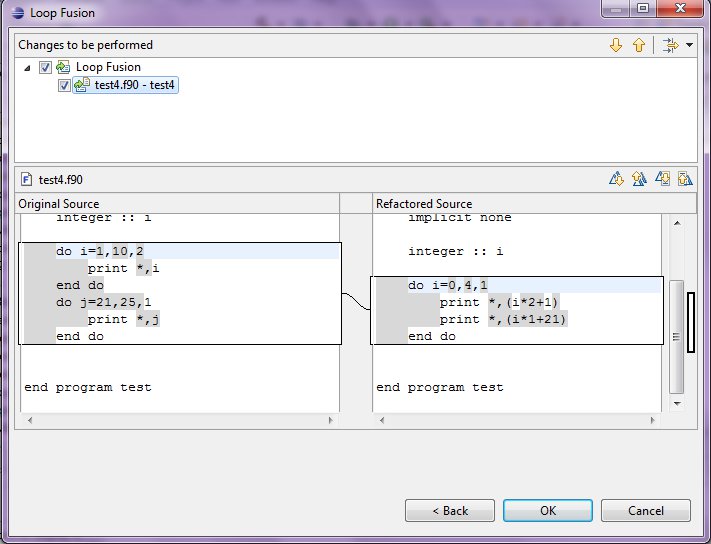 Loop Fusion
Changes to be performed
Loop Fusion
test4.f90 - test4
test4.f90
Original Source
integer :: i
do i=1,10,2
print *,i
end do
do j=21,25,1
print *,j
end do
end program test
Refactored Source
implicit none
integer :: i
do i=0,4,1
print *,(i*2+1)
print *,(i*1+21)
end do
end program test
< Back
OK
Cancel